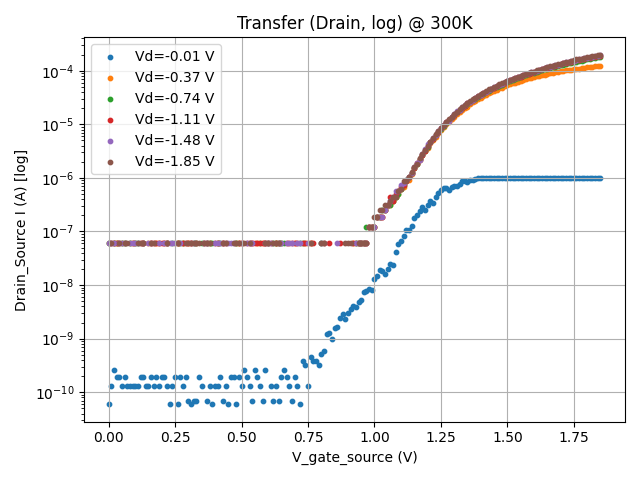 Transfer (Drain, log) @ 300K
Vd=-0.01 V
Vd=-0.37 V
Vd=-0.74 V
Vd=-1.11 V
Vd=-1.48 V
Vd=-1.85 V
Drain_Source I (A) [log]
10⁻⁴
10⁻⁵
10⁻⁶
10⁻⁷
10⁻⁸
10⁻⁹
10⁻¹⁰
0.00 0.25 0.50 0.75 1.00 1.25 1.50 1.75
V_gate_source (V)